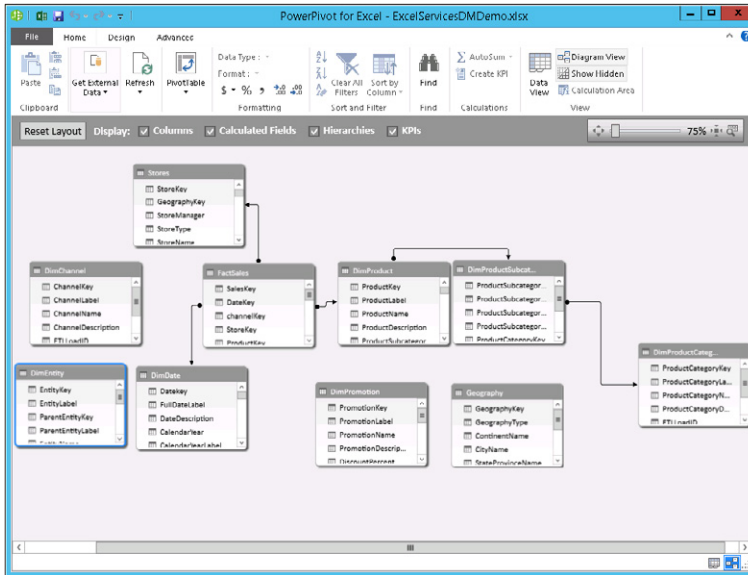 PowerPivot for Excel - ExcelServicesDMDemo.xlsx
File Home Design Advanced
Paste
Clipboard
Get External Data
Refresh
PivotTable
Data Type :
Format :
$ % ,
Formatting
Clear All Filters
Sort by Column
Sort and Filter
Find
Find
AutoSum
Create KPI
Calculations
Data View
Diagram View
Show Hidden
Calculation Area
View
Reset Layout Display: Columns Calculated Fields Hierarchies KPIs 75%
Stores
StoreKey
GeographyKey
StoreManager
StoreType
StoreName
DimChannel
ChannelKey
ChannelLabel
ChannelName
ChannelDescription
ETLLoadID
FactSales
SalesKey
DateKey
channelKey
StoreKey
ProductKey
DimProduct
ProductKey
ProductLabel
ProductName
ProductDescription
ProductSubcategor
DimProductSubcat...
ProductSubcategor...
ProductSubcategor...
ProductSubcategor...
ProductSubcategor...
ProductCategoryKey
DimProductCateg...
ProductCategoryKey
ProductCategoryLa...
ProductCategoryN...
ProductCategoryD...
ETLLoadID
DimEntity
EntityKey
EntityLabel
ParentEntityKey
ParentEntityLabel
EntityName
DimDate
Datekey
FullDateLabel
DateDescription
CalendarYear
CalendarYearLabel
DimPromotion
PromotionKey
PromotionLabel
PromotionName
PromotionDescrip...
DiscountPercent
Geography
GeographyKey
GeographyType
ContinentName
CityName
StateProvinceName